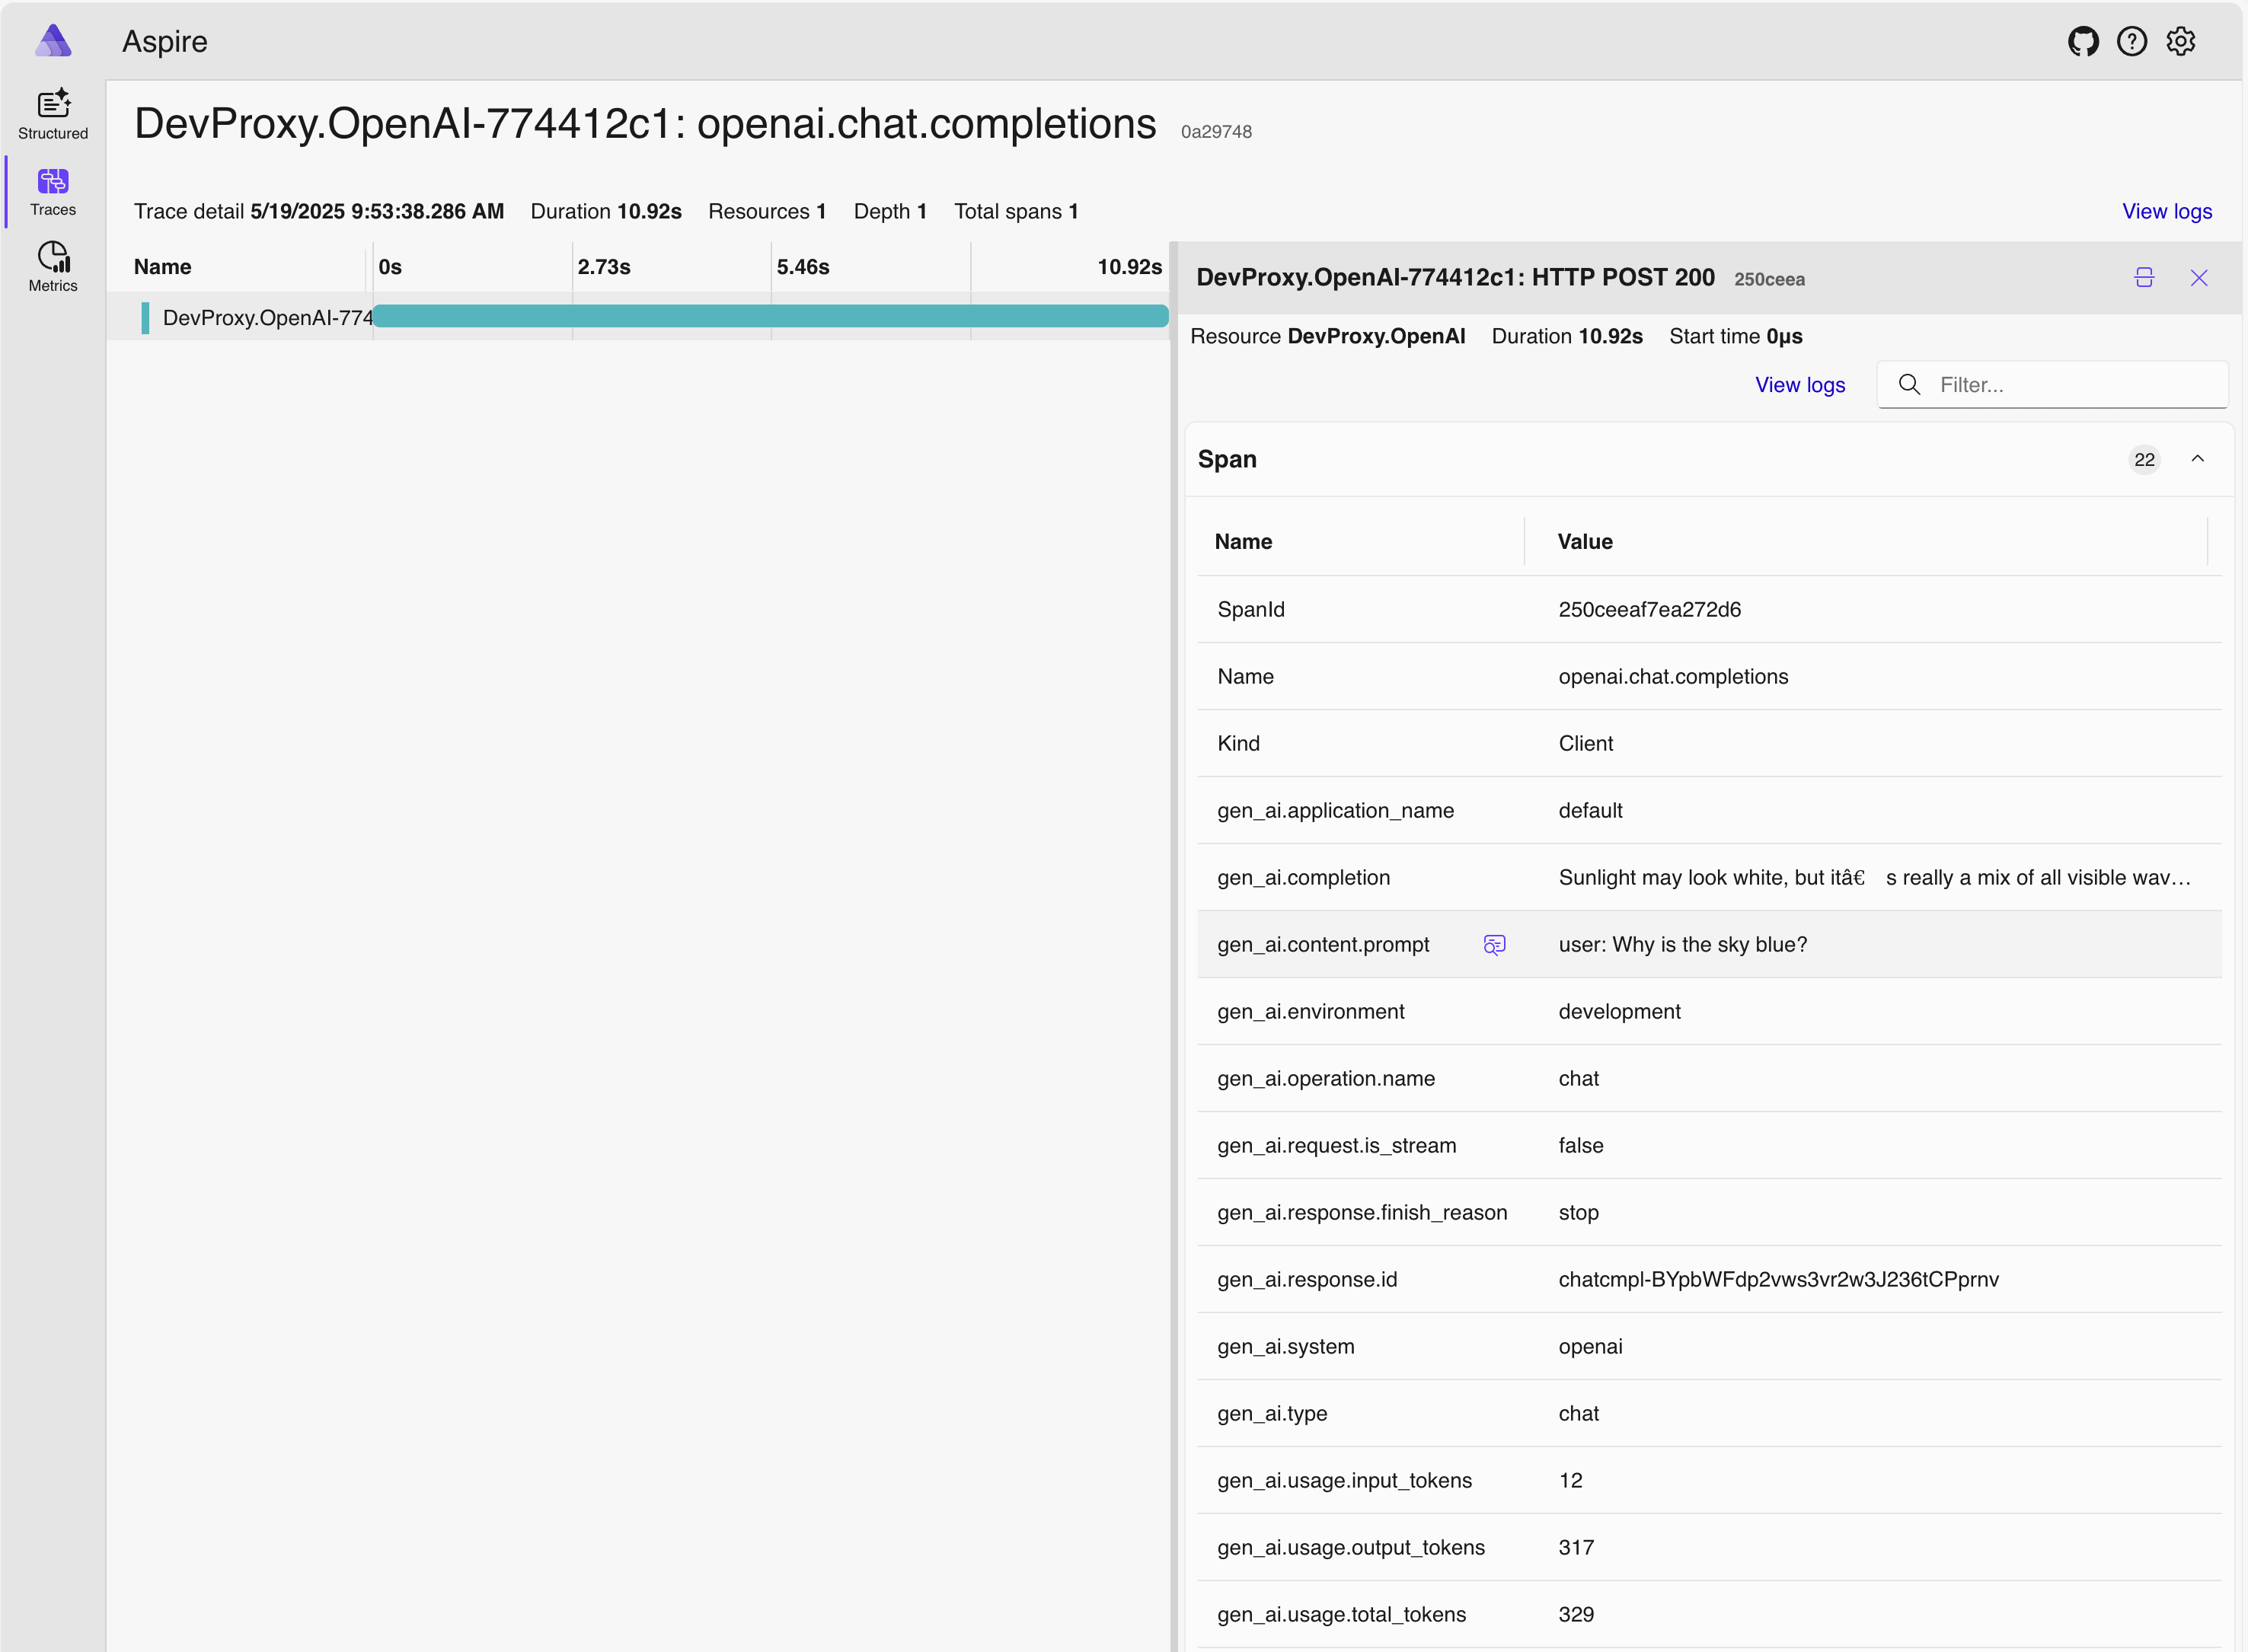 Aspire
Structured
Traces
Metrics
DevProxy.OpenAI-774412c1: openai.chat.completions 0a29748
Trace detail 5/19/2025 9:53:38.286 AM Duration 10.92s Resources 1 Depth 1 Total spans 1 View logs
Name 0s 2.73s 5.46s 10.92s
DevProxy.OpenAI-774
DevProxy.OpenAI-774412c1: HTTP POST 200 250ceea
Resource DevProxy.OpenAI Duration 10.92s Start time 0μs
View logs Filter...
Span 22
Name Value
SpanId 250ceeaf7ea272d6
Name openai.chat.completions
Kind Client
gen_ai.application_name default
gen_ai.completion Sunlight may look white, but itâ€ s really a mix of all visible wav…
gen_ai.content.prompt user: Why is the sky blue?
gen_ai.environment development
gen_ai.operation.name chat
gen_ai.request.is_stream false
gen_ai.response.finish_reason stop
gen_ai.response.id chatcmpl-BYpbWFdp2vws3vr2w3J236tCPprnv
gen_ai.system openai
gen_ai.type chat
gen_ai.usage.input_tokens 12
gen_ai.usage.output_tokens 317
gen_ai.usage.total_tokens 329